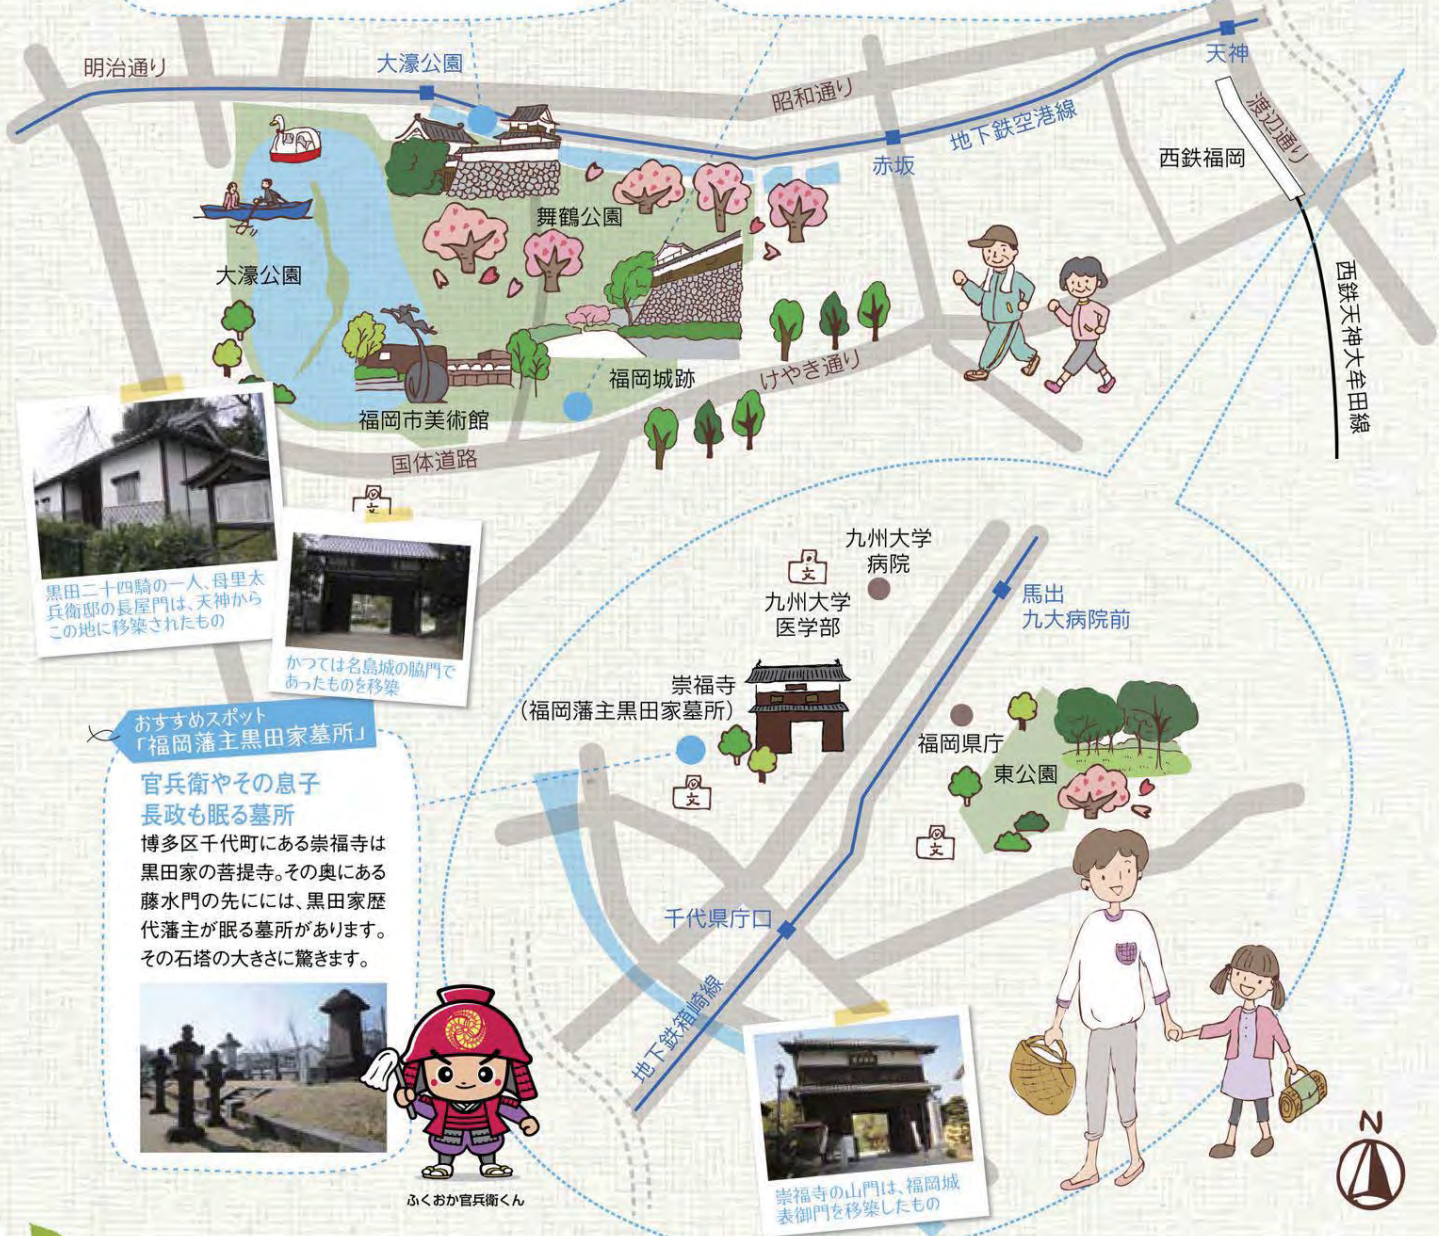 明治通り
大濠公園
昭和通り
天神
地下鉄空港線
赤坂
渡辺通り
西鉄福岡
西鉄天神大牟田線
舞鶴公園
大濠公園
福岡城跡
けやき通り
福岡市美術館
国体道路
文
黒田二十四騎の一人、母里太
兵衛邸の長屋門は、天神から
この地に移築されたもの
かつては名島城の脇門で
あったものを移築
おすすめスポット
「福岡藩主黒田家墓所」
官兵衛やその息子
長政も眠る墓所
博多区千代町にある崇福寺は
黒田家の菩提寺。その奥にある
藤水門の先にには、黒田家歴
代藩主が眠る墓所があります。
その石塔の大きさに驚きます。
ふくおか官兵衛くん
九州大学
病院
文
九州大学
医学部
馬出
九大病院前
崇福寺
（福岡藩主黒田家墓所）
文
福岡県庁
東公園
文
千代県庁口
地下鉄箱崎線
崇福寺の山門は、福岡城
表御門を移築したもの
N